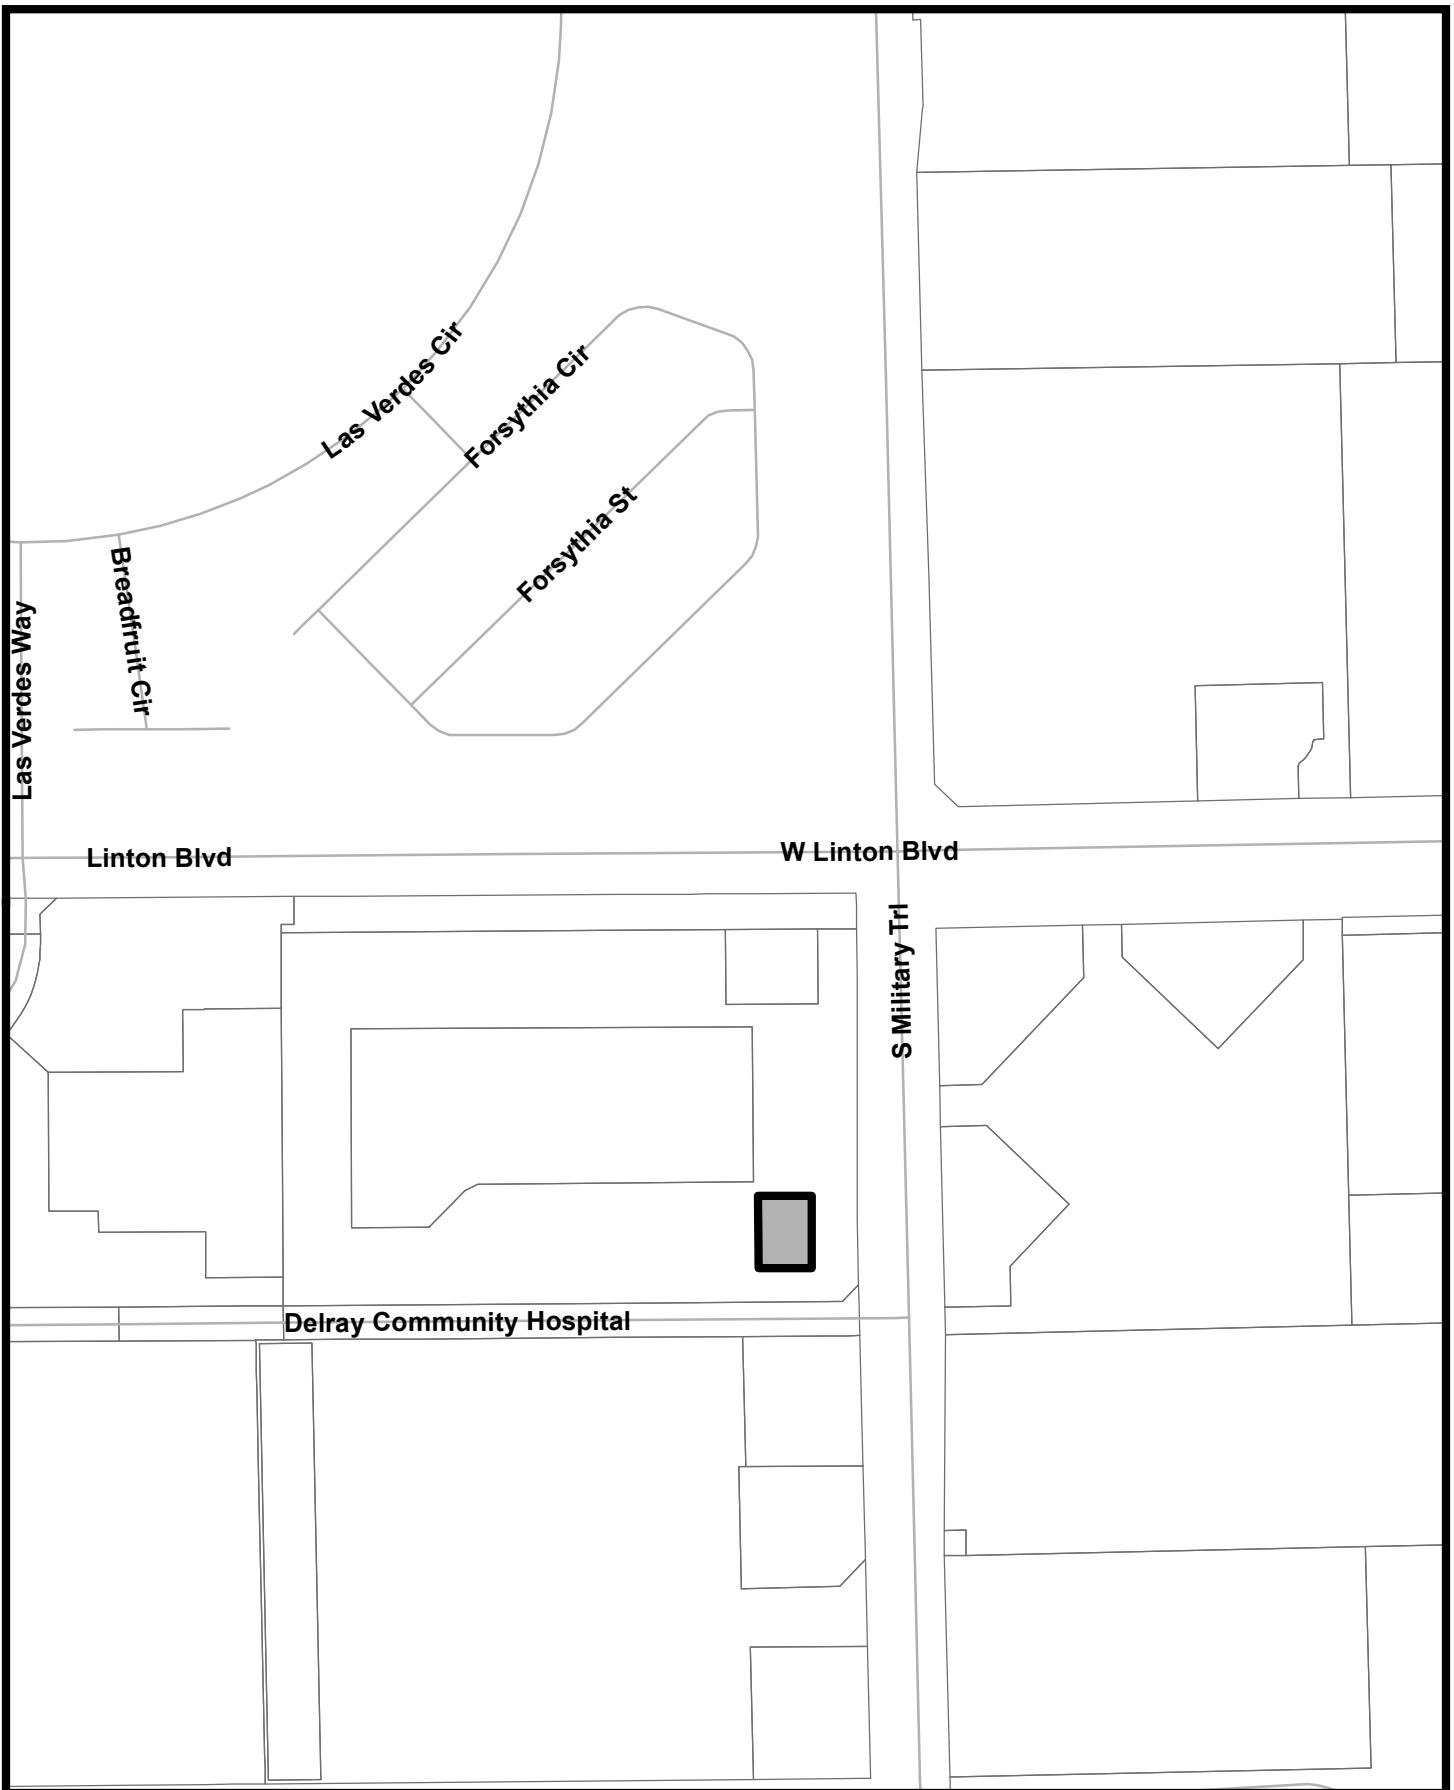 Las Verdes Cir
Forsythia Cir
Forsythia St
Breadfruit Cir
Las Verdes Way
Linton Blvd
W Linton Blvd
S Military Trl
Delray Community Hospital